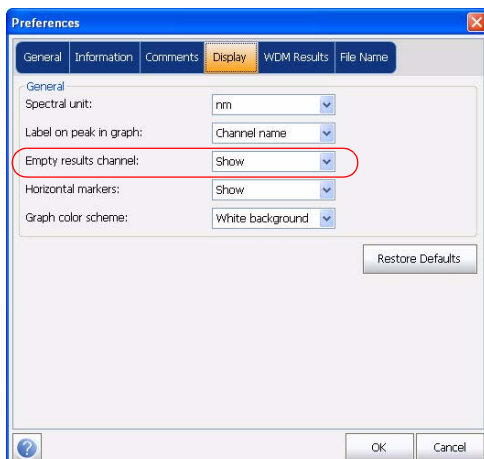 Preferences
General Information Comments Display WDM Results File Name
General
Spectral unit: nm
Label on peak in graph: Channel name
Empty results channel: Show
Horizontal markers: Show
Graph color scheme: White background
Restore Defaults
? OK Cancel